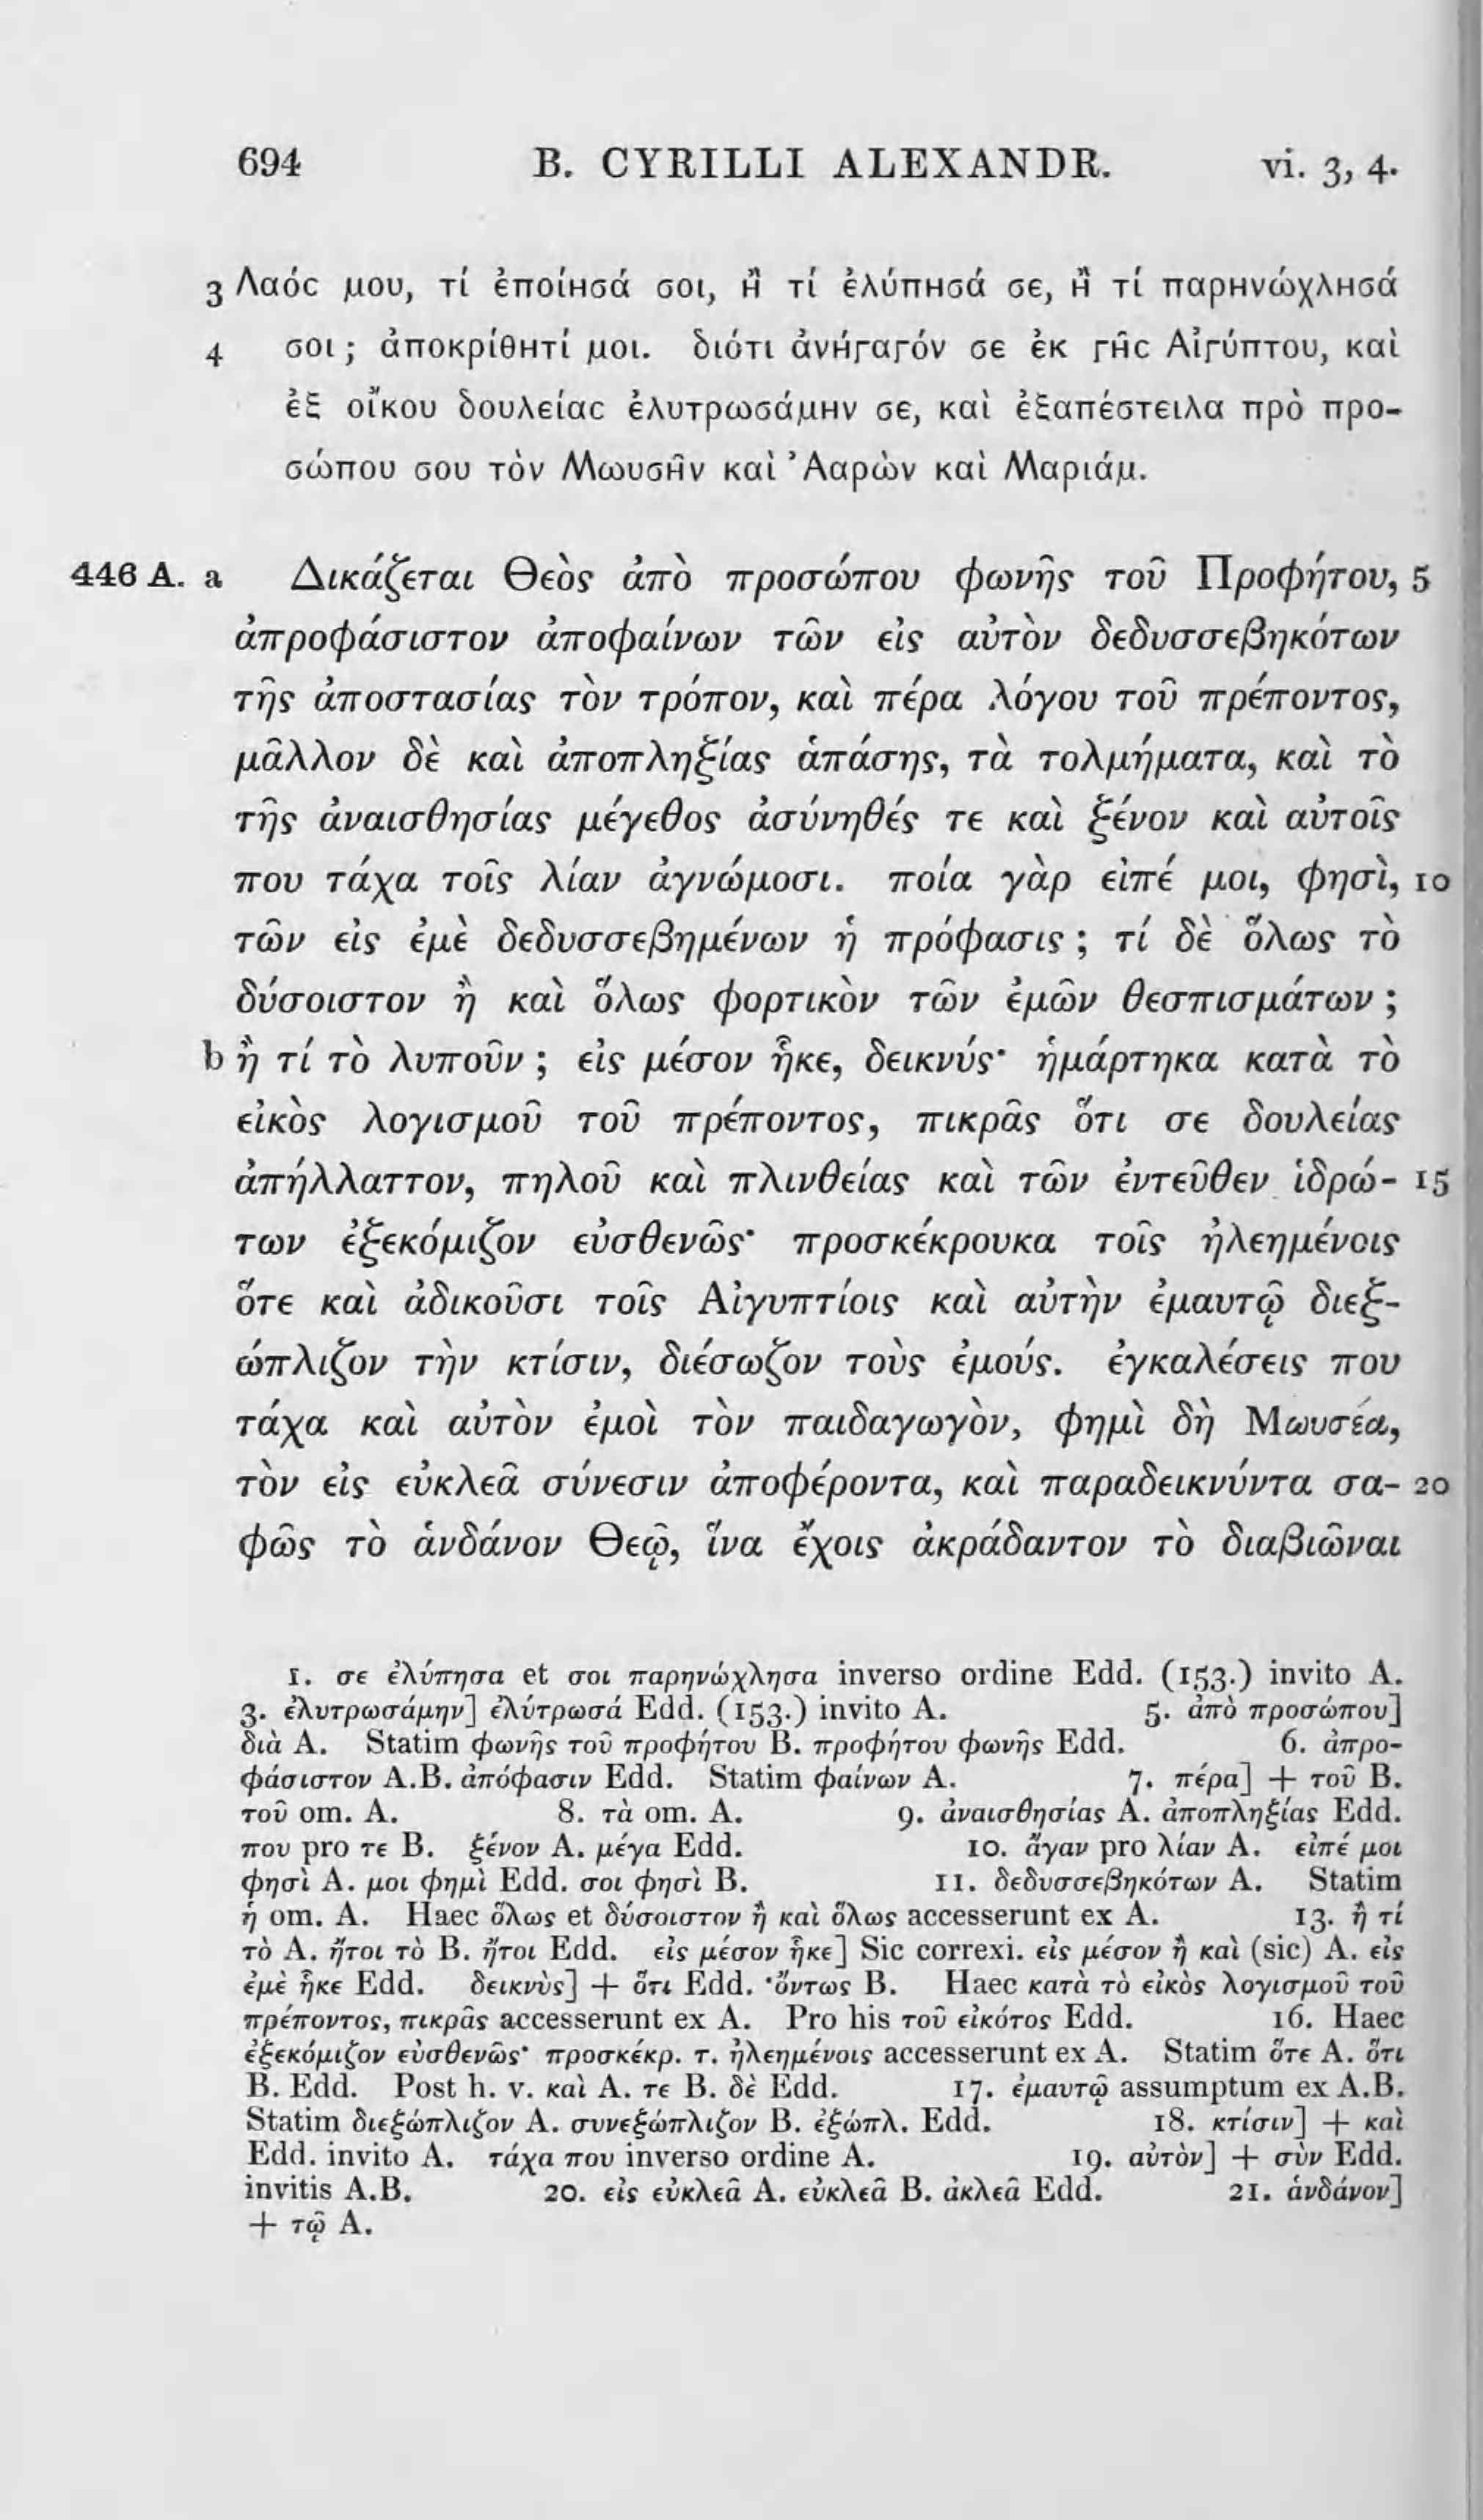 694 B. CYRILLI ALEXANDR. vi. 3, 4.
3 Λαός μου, τί ἐποίησά σοι, ἢ τί ἐλύπησά σε, ἢ τί παρηνώχλησά
4 σοι; ἀποκρίθητί μοι. διότι ἀνήγαγόν σε ἐκ γῆς Αἰγύπτου, καὶ
ἐξ οἴκου δουλείας ἐλυτρωσάμην σε, καὶ ἐξαπέστειλα πρὸ προ-
σώπου σου τὸν Μωυσῆν καὶ Ἀαρὼν καὶ Μαριάμ.
446 A. a Δικάζεται Θεὸς ἀπὸ προσώπου φωνῆς τοῦ Προφήτου, 5
ἀπροφάσιστον ἀποφαίνων τῶν εἰς αὐτὸν δεδυσσεβηκότων
τῆς ἀποστασίας τὸν τρόπον, καὶ πέρα λόγου τοῦ πρέποντος,
μᾶλλον δὲ καὶ ἀποπληξίας ἁπάσης, τὰ τολμήματα, καὶ τὸ
τῆς ἀναισθησίας μέγεθος ἀσύνηθές τε καὶ ξένον καὶ αὐτοῖς
που τάχα τοῖς λίαν ἀγνώμοσι. ποία γὰρ εἰπέ μοι, φησὶ, 10
τῶν εἰς ἐμὲ δεδυσσεβημένων ἡ πρόφασις; τί δὲ ὅλως τὸ
δύσοιστον ἢ καὶ ὅλως φορτικὸν τῶν ἐμῶν θεσπισμάτων;
b ἢ τί τὸ λυποῦν; εἰς μέσον ἧκε, δεικνύς· ἡμάρτηκα κατὰ τὸ
εἰκὸς λογισμοῦ τοῦ πρέποντος, πικρᾶς ὅτι σε δουλείας
ἀπήλλαττον, πηλοῦ καὶ πλινθείας καὶ τῶν ἐντεῦθεν ἱδρώ- 15
των ἐξεκόμιζον εὐσθενῶς· προσκέκρουκα τοῖς ἠλεημένοις
ὅτε καὶ ἀδικοῦσι τοῖς Αἰγυπτίοις καὶ αὐτὴν ἐμαυτῷ διεξ-
ώπλιζον τὴν κτίσιν, διέσωζον τοὺς ἐμούς. ἐγκαλέσεις που
τάχα καὶ αὐτὸν ἐμοὶ τὸν παιδαγωγὸν, φημὶ δὴ Μωυσέα,
τὸν εἰς εὐκλεᾶ σύνεσιν ἀποφέροντα, καὶ παραδεικνύντα σα- 20
φῶς τὸ ἁνδάνον Θεῷ, ἵνα ἔχοις ἀκράδαντον τὸ διαβιῶναι
1. σε ἐλύπησα et σοι παρηνώχλησα inverso ordine Edd. (153.) invito A.
3. ἐλυτρωσάμην] ἐλύτρωσά Edd. (153.) invito A. 5. ἀπὸ προσώπου]
διὰ A. Statim φωνῆς τοῦ προφήτου B. προφήτου φωνῆς Edd. 6. ἀπρο-
φάσιστον A.B. ἀπόφασιν Edd. Statim φαίνων A. 7. πέρα] + τοῦ B.
τοῦ om. A. 8. τὰ om. A. 9. ἀναισθησίας A. ἀποπληξίας Edd.
που pro τε B. ξένον A. μέγα Edd. 10. ἄγαν pro λίαν A. εἰπέ μοι
φησὶ A. μοι φημὶ Edd. σοι φησὶ B. 11. δεδυσσεβηκότων A. Statim
ἡ om. A. Haec ὅλως et δύσοιστον ἢ καὶ ὅλως accesserunt ex A. 13. ἢ τί
τὸ A. ἤτοι τὸ B. ἤτοι Edd. εἰς μέσον ἧκε] Sic correxi. εἰς μέσον ἢ καὶ (sic) A. εἰς
ἐμὲ ἧκε Edd. δεικνὺς] + ὅτι Edd. ὄντως B. Haec κατὰ τὸ εἰκὸς λογισμοῦ τοῦ
πρέποντος, πικρᾶς accesserunt ex A. Pro his τοῦ εἰκότος Edd. 16. Haec
ἐξεκόμιζον εὐσθενῶς· προσκέκρ. τ. ἠλεημένοις accesserunt ex A. Statim ὅτε A. ὅτι
B. Edd. Post h. v. καὶ A. τε B. δὲ Edd. 17. ἐμαυτῷ assumptum ex A.B.
Statim διεξώπλιζον A. συνεξώπλιζον B. ἐξώπλ. Edd. 18. κτίσιν] + καὶ
Edd. invito A. τάχα που inverso ordine A. 19. αὐτὸν] + σὺν Edd.
invitis A.B. 20. εἰς εὐκλεᾶ A. εὐκλεᾶ B. ἀκλεᾶ Edd. 21. ἁνδάνον]
+ τῷ A.